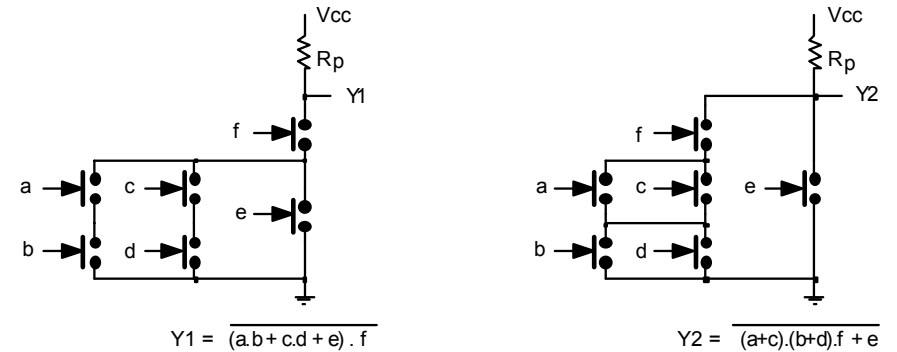 Vcc
Rp
Y1
f
a
c
e
b
d
Y1 = (a.b + c.d + e) . f
Vcc
Rp
Y2
f
a
c
e
b
d
Y2 = (a+c).(b+d).f + e